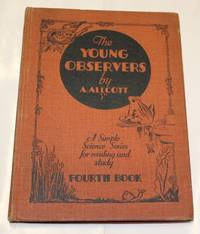 The
YOUNG
OBSERVERS
by
A. ALLCOTT
A Simple
Science Series
for reading and
study
FOURTH BOOK